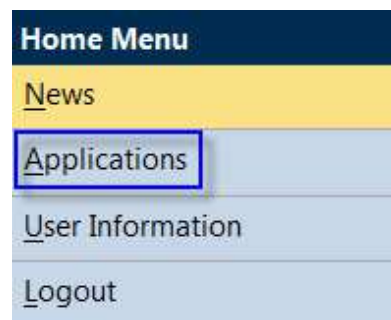 Home Menu
News
Applications
User Information
Logout